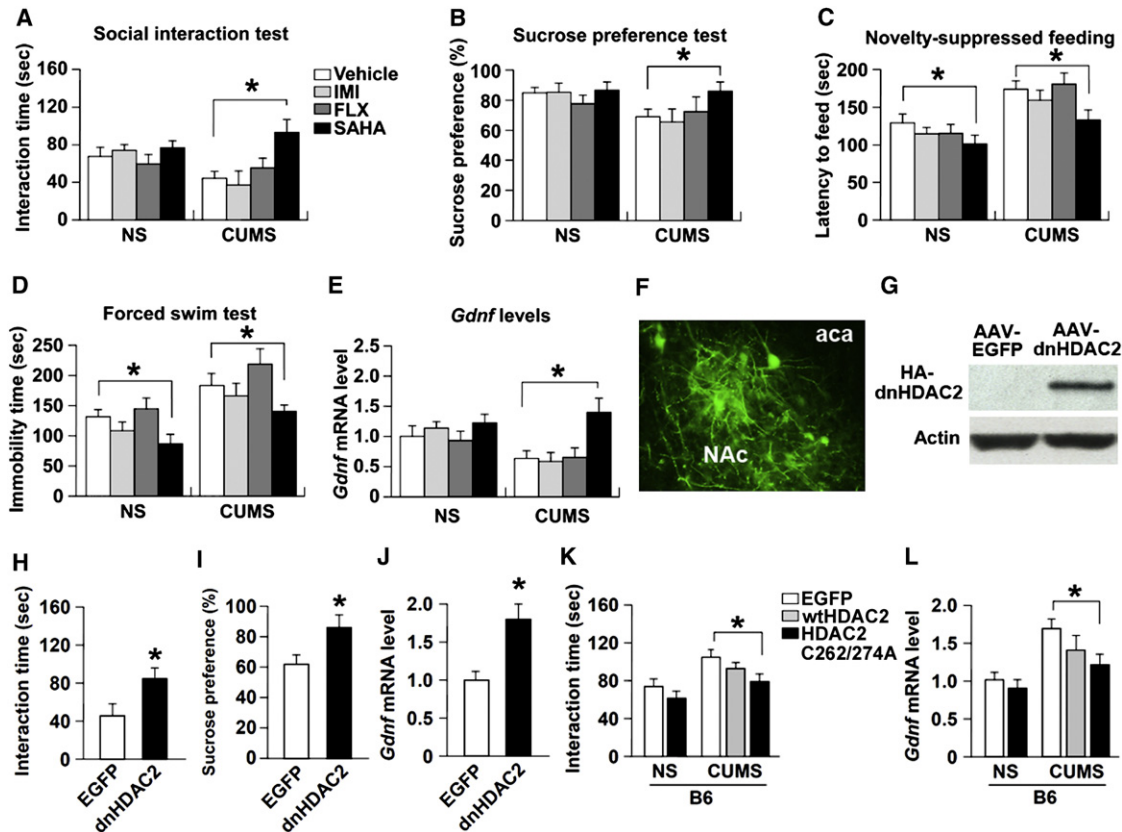 A
Social interaction test
Interaction time (sec)
160
120
80
40
0
NS
CUMS
*
Vehicle
IMI
FLX
SAHA
B
Sucrose preference test
Sucrose preference (%)
100
80
60
40
20
0
NS
CUMS
*
C
Novelty-suppressed feeding
Latency to feed (sec)
200
150
100
50
0
NS
CUMS
*
*
D
Forced swim test
Immobility time (sec)
250
200
150
100
50
0
NS
CUMS
*
*
E
Gdnf levels
Gdnf mRNA level
2.0
1.5
1.0
0.5
0
NS
CUMS
*
F
aca
NAc
G
AAV-
EGFP
AAV-
dnHDAC2
HA-
dnHDAC2
Actin
H
Interaction time (sec)
160
120
80
40
0
EGFP
dnHDAC2
*
I
Sucrose preference (%)
100
80
60
40
20
0
EGFP
dnHDAC2
*
J
Gdnf mRNA level
2.0
1.5
1.0
0.5
0
EGFP
dnHDAC2
*
K
Interaction time (sec)
160
120
80
40
0
NS
CUMS
B6
*
EGFP
wtHDAC2
HDAC2
C262/274A
L
Gdnf mRNA level
2.0
1.5
1.0
0.5
0
NS
CUMS
B6
*